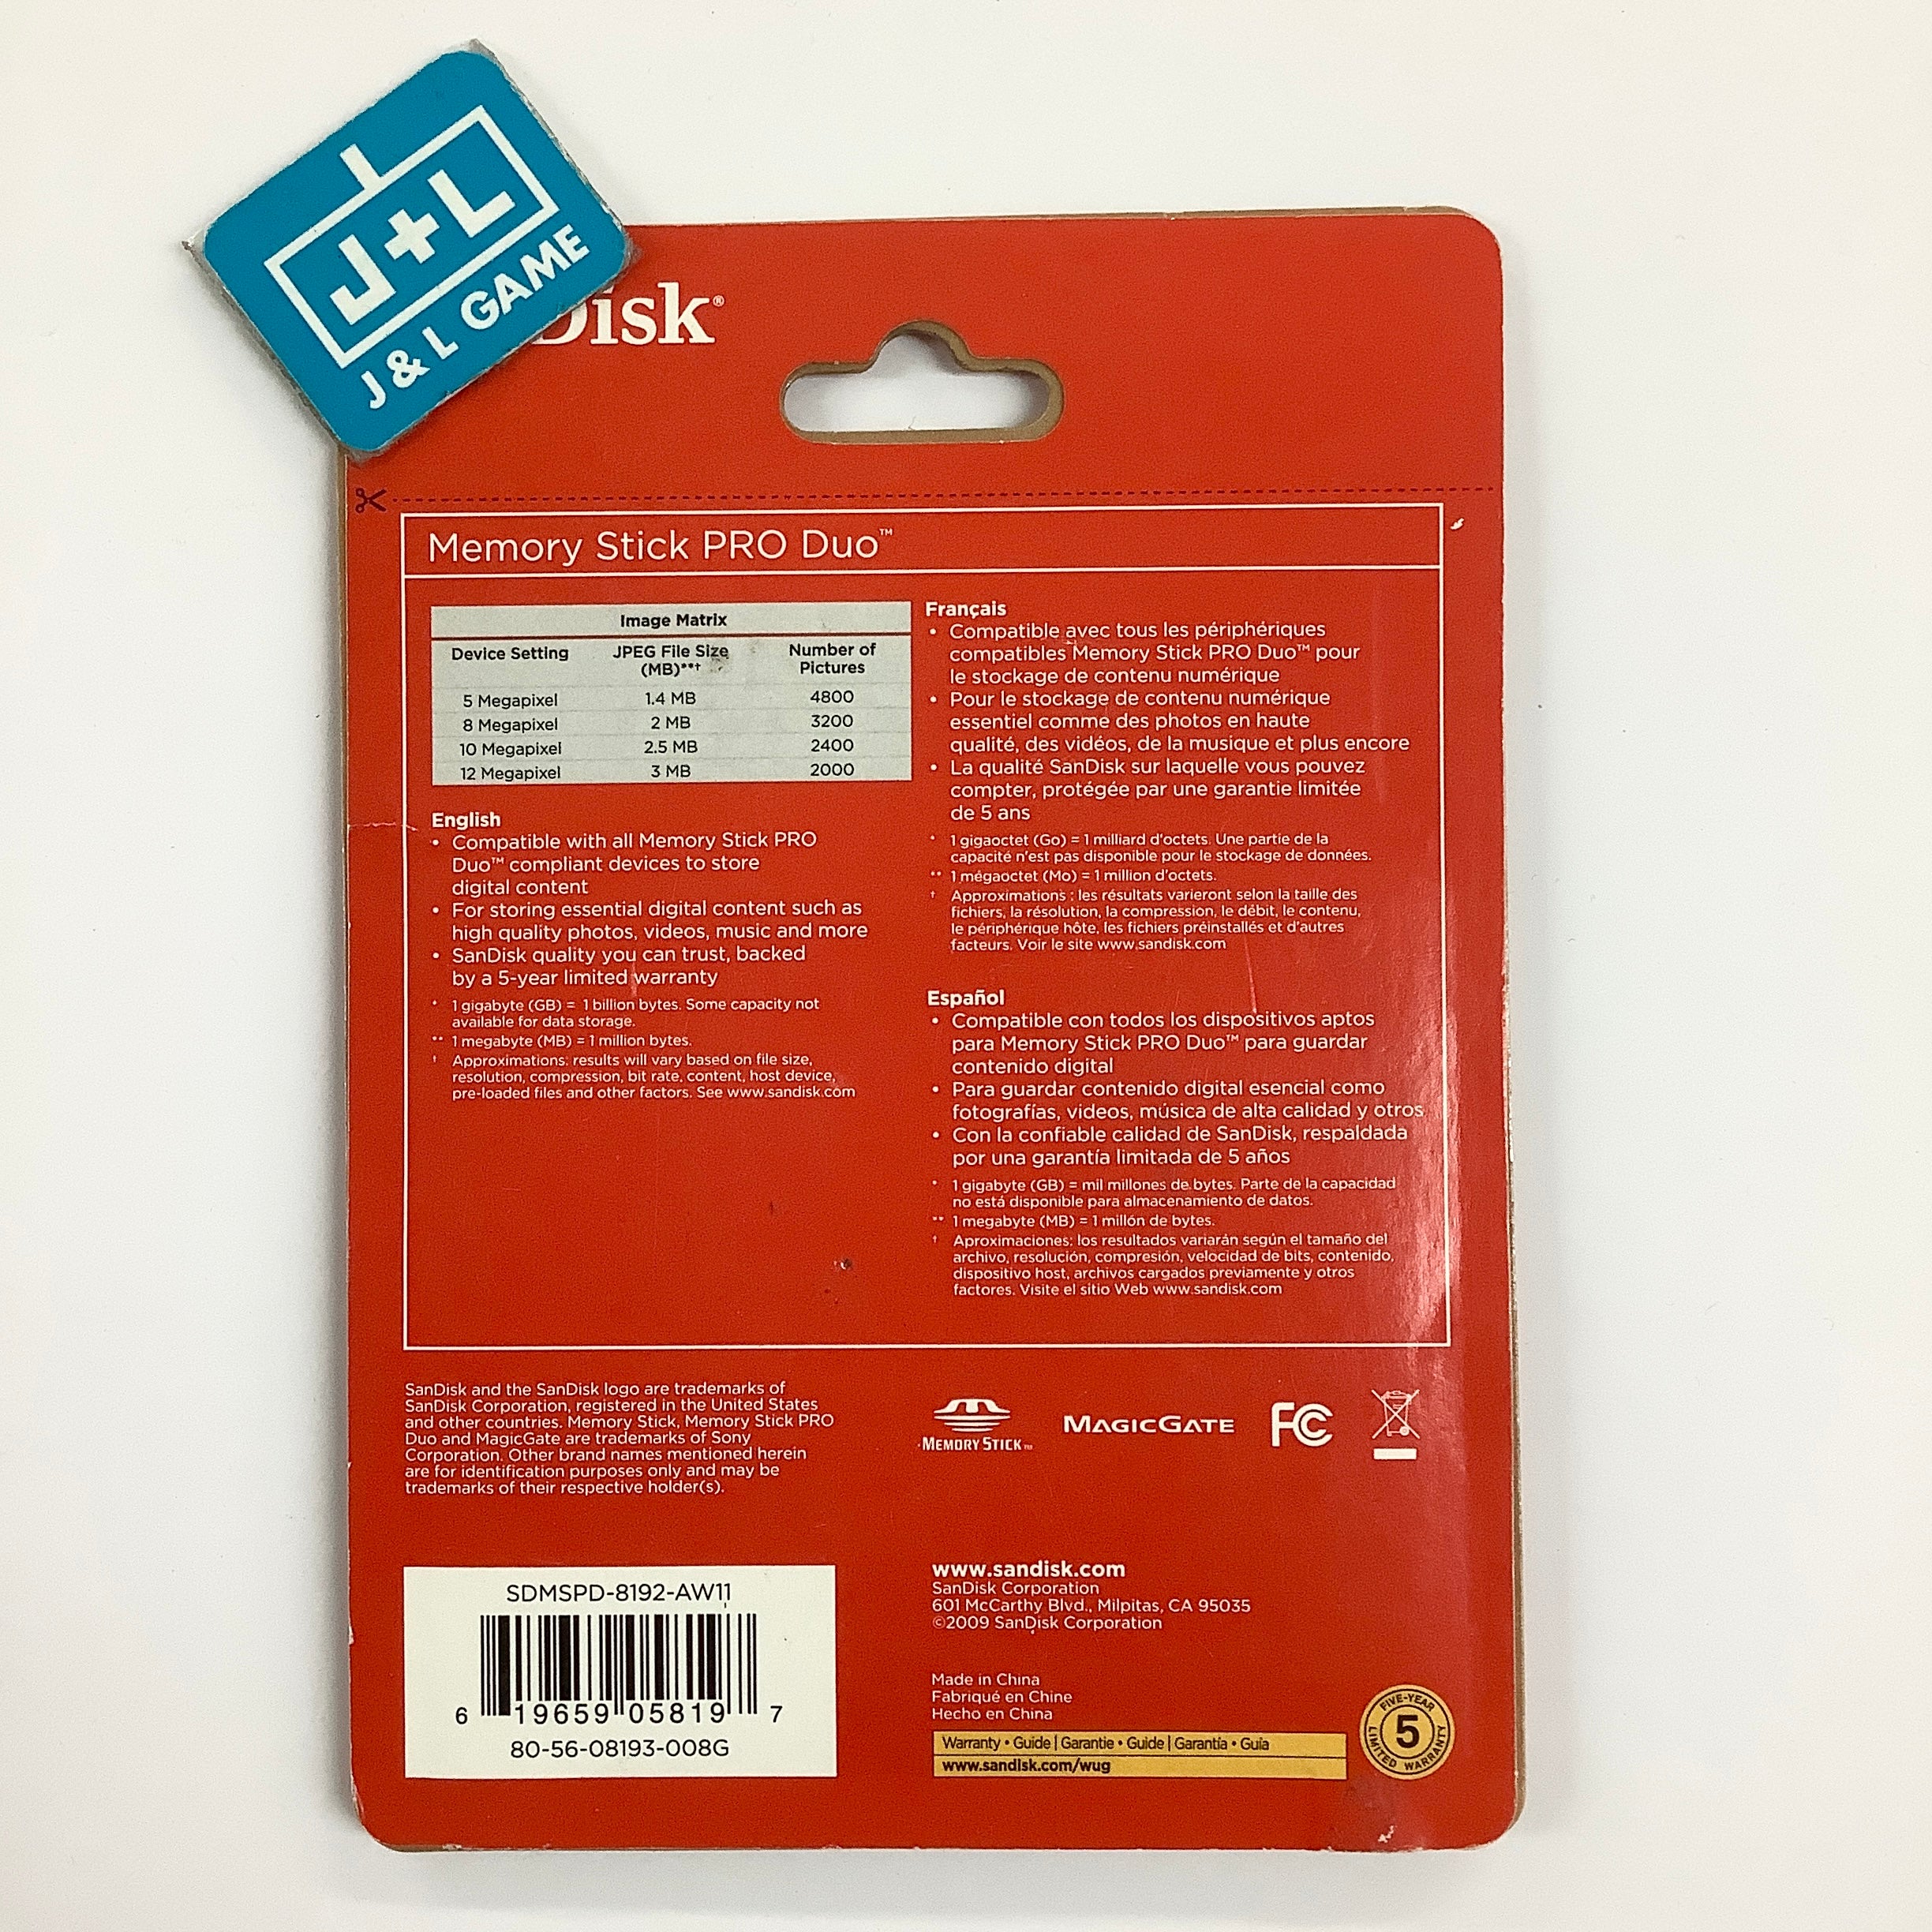 J+L
J & L GAME
Disk®
Memory Stick PRO Duo™
Image Matrix
Device Setting JPEG File Size (MB)**† Number of Pictures
5 Megapixel 1.4 MB 4800
8 Megapixel 2 MB 3200
10 Megapixel 2.5 MB 2400
12 Megapixel 3 MB 2000
English
• Compatible with all Memory Stick PRO
Duo™ compliant devices to store
digital content
• For storing essential digital content such as
high quality photos, videos, music and more
• SanDisk quality you can trust, backed
by a 5-year limited warranty
* 1 gigabyte (GB) = 1 billion bytes. Some capacity not
available for data storage.
** 1 megabyte (MB) = 1 million bytes.
† Approximations: results will vary based on file size,
resolution, compression, bit rate, content, host device,
pre-loaded files and other factors. See www.sandisk.com
Français
• Compatible avec tous les périphériques
compatibles Memory Stick PRO Duo™ pour
le stockage de contenu numérique
• Pour le stockage de contenu numérique
essentiel comme des photos en haute
qualité, des vidéos, de la musique et plus encore
• La qualité SanDisk sur laquelle vous pouvez
compter, protégée par une garantie limitée
de 5 ans
* 1 gigaoctet (Go) = 1 milliard d'octets. Une partie de la
capacité n'est pas disponible pour le stockage de données.
** 1 mégaoctet (Mo) = 1 million d'octets.
† Approximations : les résultats varieront selon la taille des
fichiers, la résolution, la compression, le débit, le contenu,
le périphérique hôte, les fichiers préinstallés et d'autres
facteurs. Voir le site www.sandisk.com
Español
• Compatible con todos los dispositivos aptos
para Memory Stick PRO Duo™ para guardar
contenido digital
• Para guardar contenido digital esencial como
fotografías, videos, música de alta calidad y otros
• Con la confiable calidad de SanDisk, respaldada
por una garantía limitada de 5 años
* 1 gigabyte (GB) = mil millones de bytes. Parte de la capacidad
no está disponible para almacenamiento de datos.
** 1 megabyte (MB) = 1 millón de bytes.
† Aproximaciones: los resultados variarán según el tamaño del
archivo, resolución, compresión, velocidad de bits, contenido,
dispositivo host, archivos cargados previamente y otros
factores. Visite el sitio Web www.sandisk.com
SanDisk and the SanDisk logo are trademarks of
SanDisk Corporation, registered in the United States
and other countries. Memory Stick, Memory Stick PRO
Duo and MagicGate are trademarks of Sony
Corporation. Other brand names mentioned herein
are for identification purposes only and may be
trademarks of their respective holder(s).
MEMORY STICK™
MAGICGATE
FC
SDMSPD-8192-AW11
6 19659 05819 7
80-56-08193-008G
www.sandisk.com
SanDisk Corporation
601 McCarthy Blvd., Milpitas, CA 95035
©2009 SanDisk Corporation
Made in China
Fabriqué en Chine
Hecho en China
Warranty • Guide | Garantie • Guide | Garantía • Guía
www.sandisk.com/wug
FIVE-YEAR
5
LIMITED WARRANTY